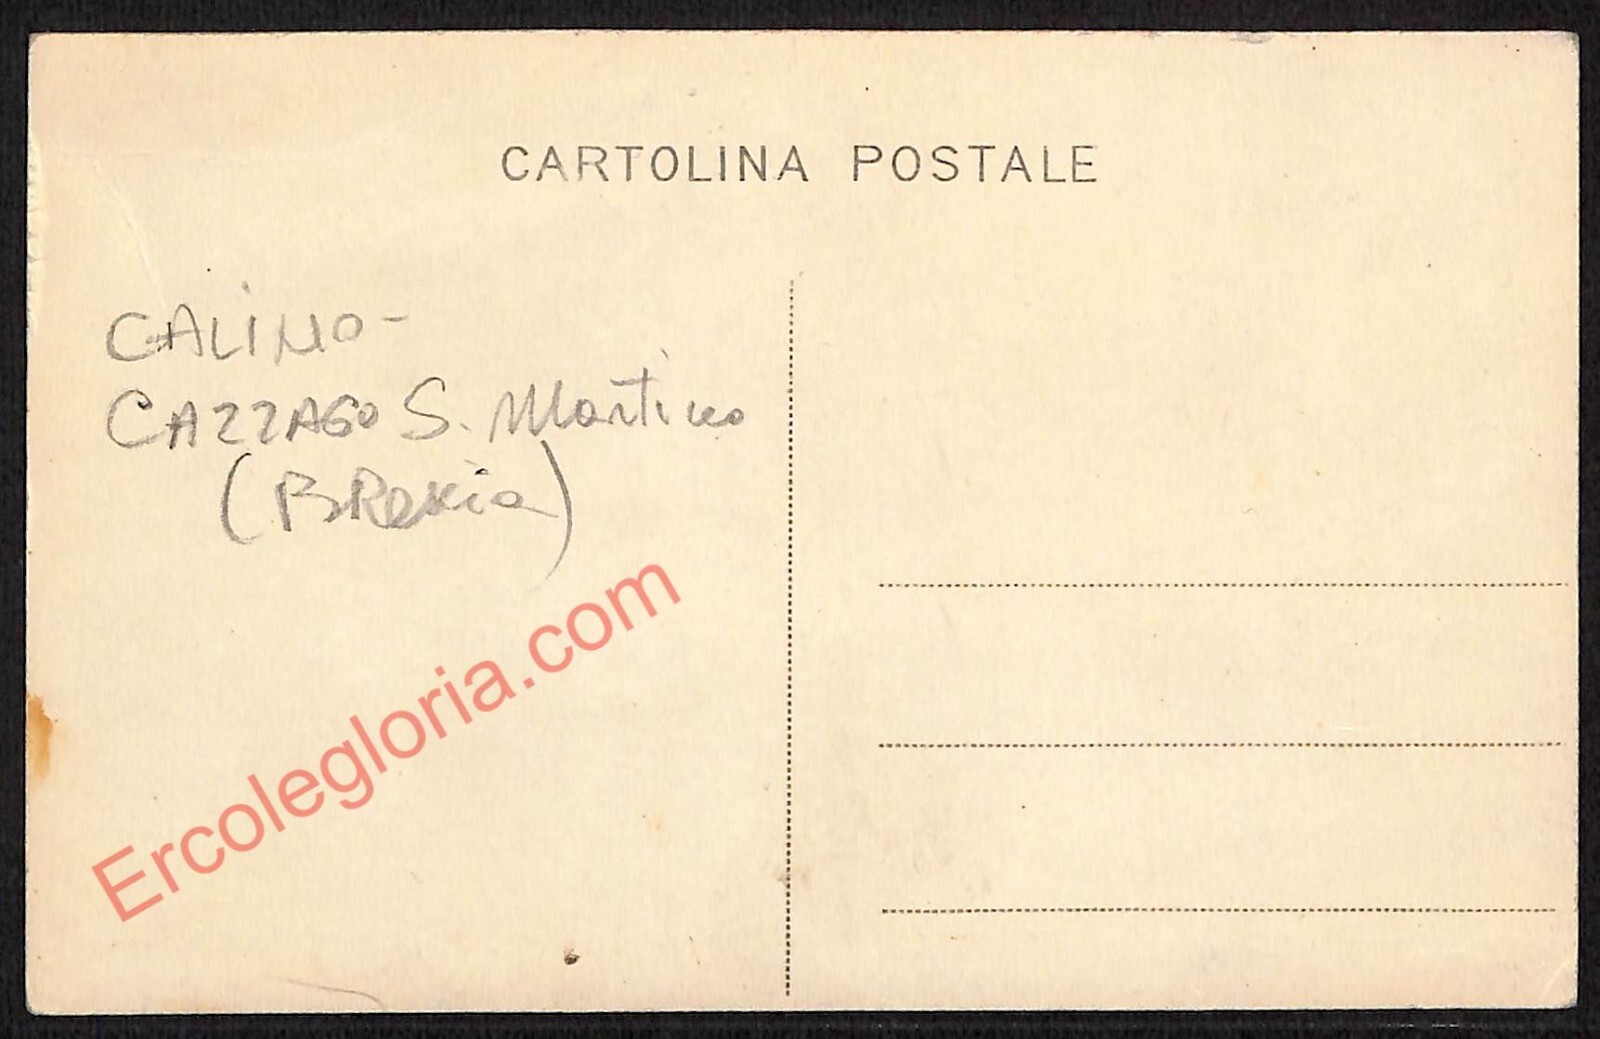 CARTOLINA POSTALE
CALINO -
CAZZAGO S. Martino
(BRescia)
Ercolegloria.com